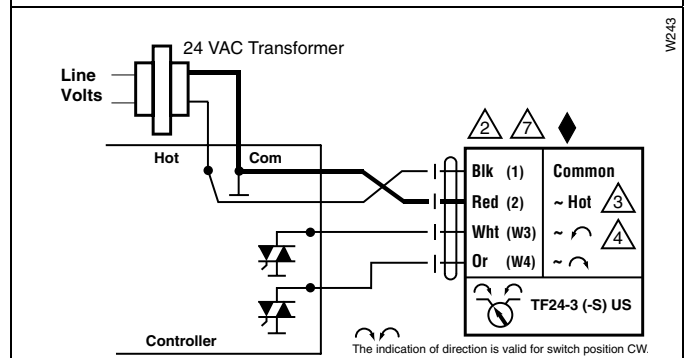 W243
24 VAC Transformer
Line
Volts
2 7
Hot Com
Blk (1) Common
Red (2) ~ Hot 3
Wht (W3) ~ 4
Or (W4) ~
TF24-3 (-S) US
Controller
The indication of direction is valid for switch position CW.